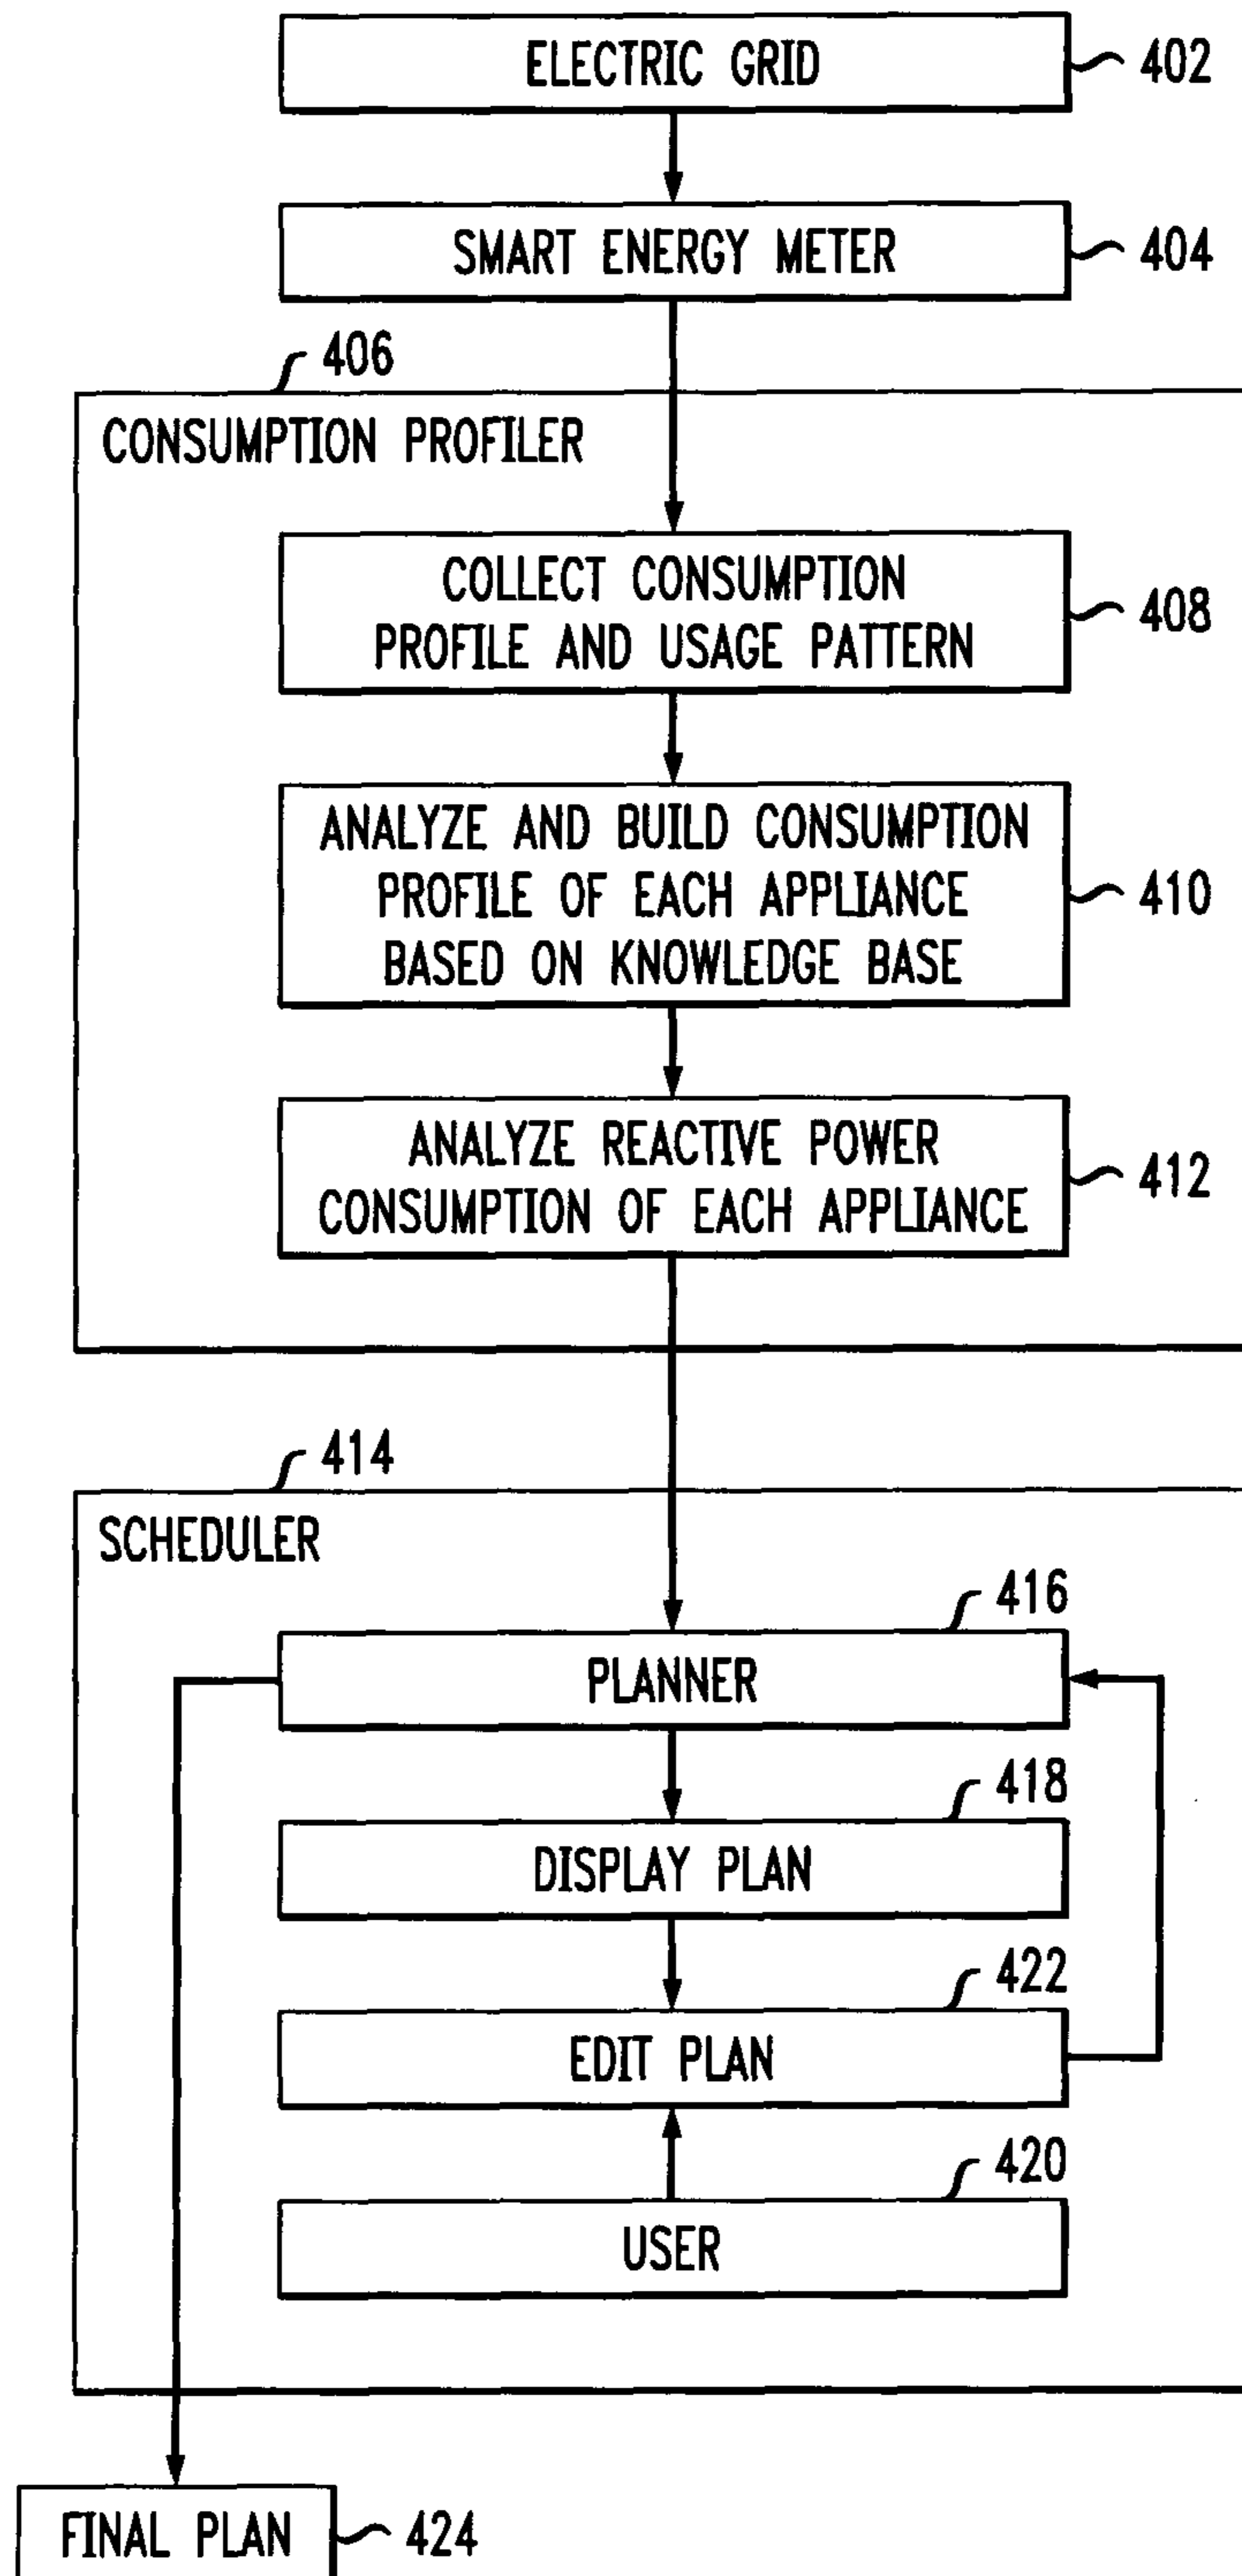 ELECTRIC GRID
402
SMART ENERGY METER
404
406
CONSUMPTION PROFILER
COLLECT CONSUMPTION
PROFILE AND USAGE PATTERN
408
ANALYZE AND BUILD CONSUMPTION
PROFILE OF EACH APPLIANCE
BASED ON KNOWLEDGE BASE
410
ANALYZE REACTIVE POWER
CONSUMPTION OF EACH APPLIANCE
412
414
SCHEDULER
416
PLANNER
418
DISPLAY PLAN
422
EDIT PLAN
420
USER
FINAL PLAN
424